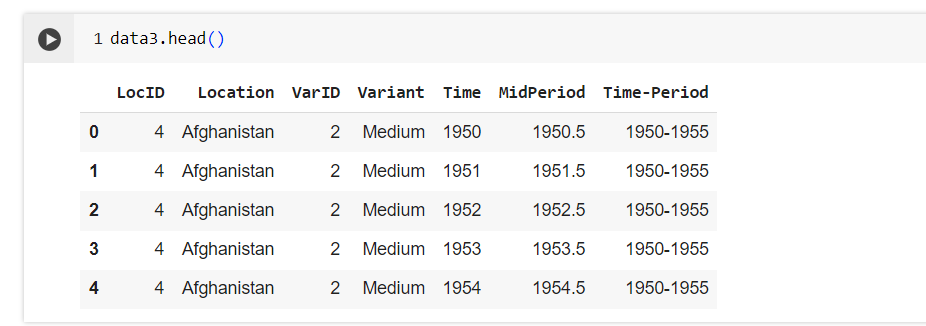 1 data3.head()
LocID Location VarID Variant Time MidPeriod Time-Period
0 4 Afghanistan 2 Medium 1950 1950.5 1950-1955
1 4 Afghanistan 2 Medium 1951 1951.5 1950-1955
2 4 Afghanistan 2 Medium 1952 1952.5 1950-1955
3 4 Afghanistan 2 Medium 1953 1953.5 1950-1955
4 4 Afghanistan 2 Medium 1954 1954.5 1950-1955